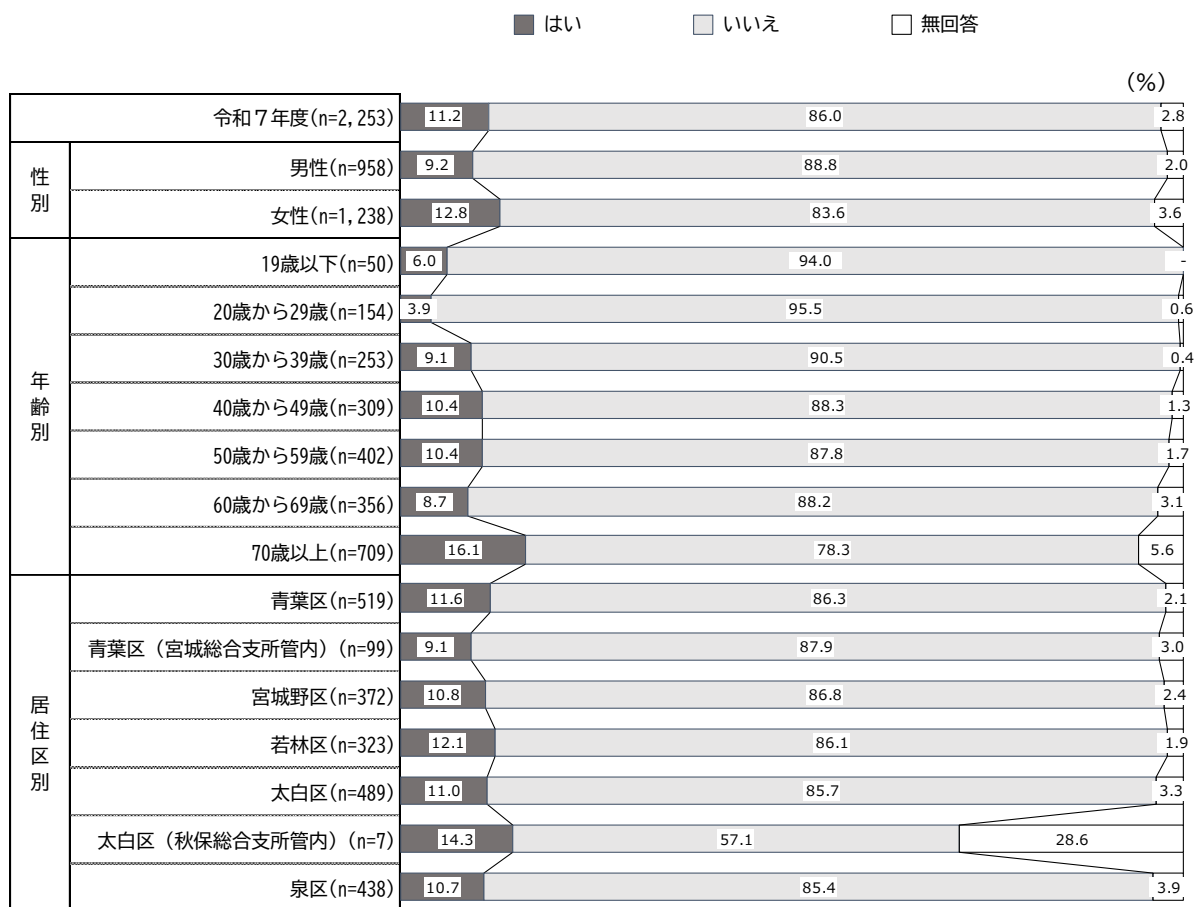 はい いいえ 無回答
(%)
令和７年度(n=2,253) 11.2 86.0 2.8
性別
男性(n=958) 9.2 88.8 2.0
女性(n=1,238) 12.8 83.6 3.6
年齢別
19歳以下(n=50) 6.0 94.0 -
20歳から29歳(n=154) 3.9 95.5 0.6
30歳から39歳(n=253) 9.1 90.5 0.4
40歳から49歳(n=309) 10.4 88.3 1.3
50歳から59歳(n=402) 10.4 87.8 1.7
60歳から69歳(n=356) 8.7 88.2 3.1
70歳以上(n=709) 16.1 78.3 5.6
居住区別
青葉区(n=519) 11.6 86.3 2.1
青葉区（宮城総合支所管内）(n=99) 9.1 87.9 3.0
宮城野区(n=372) 10.8 86.8 2.4
若林区(n=323) 12.1 86.1 1.9
太白区(n=489) 11.0 85.7 3.3
太白区（秋保総合支所管内）(n=7) 14.3 57.1 28.6
泉区(n=438) 10.7 85.4 3.9